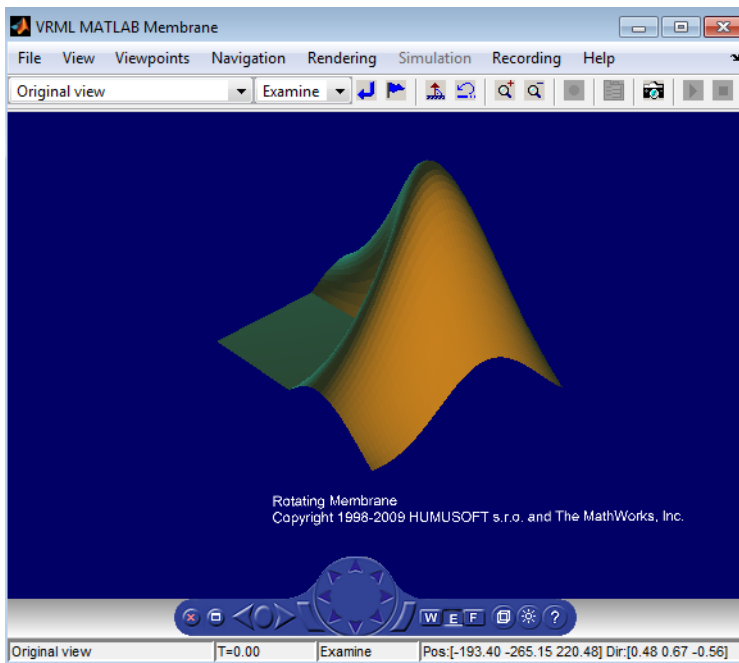 VRML MATLAB Membrane
File View Viewpoints Navigation Rendering Simulation Recording Help
Original view Examine
Rotating Membrane
Copyright 1998-2009 HUMUSOFT s.r.o. and The MathWorks, Inc.
W E F ?
Original view T=0.00 Examine Pos:[-193.40 -265.15 220.48] Dir:[0.48 0.67 -0.56]